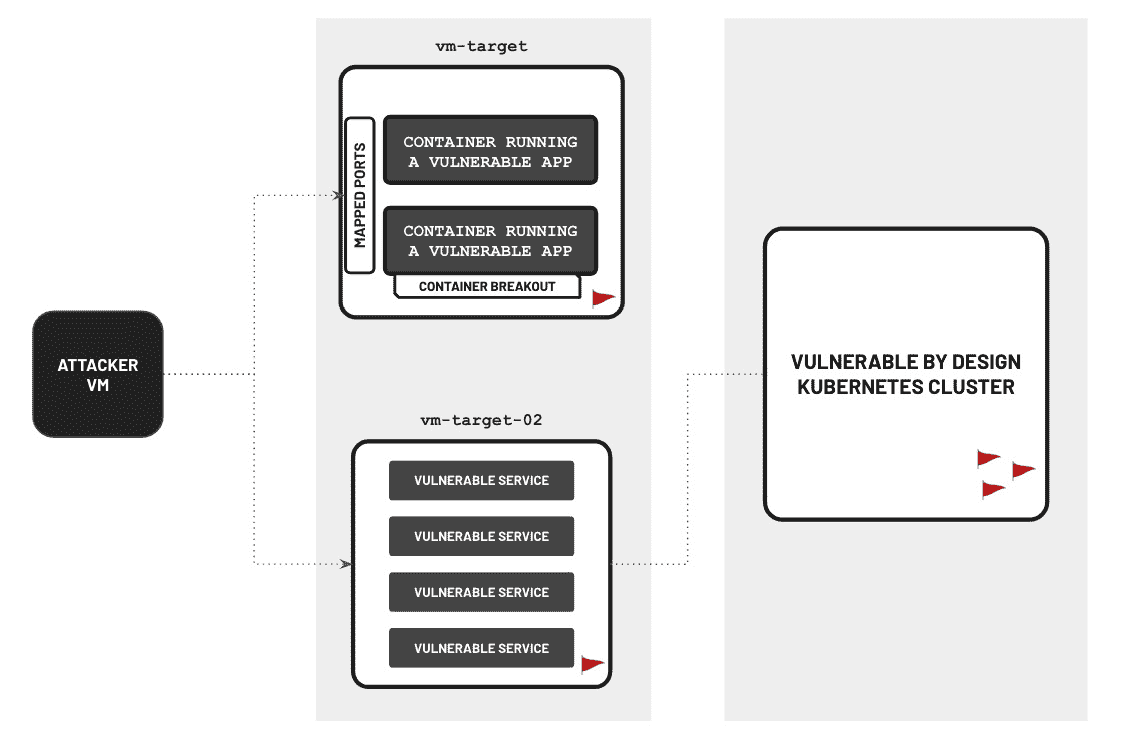 vm-target
MAPPED PORTS
CONTAINER RUNNING
A VULNERABLE APP
CONTAINER RUNNING
A VULNERABLE APP
CONTAINER BREAKOUT
ATTACKER
VM
vm-target-02
VULNERABLE SERVICE
VULNERABLE SERVICE
VULNERABLE SERVICE
VULNERABLE SERVICE
VULNERABLE BY DESIGN
KUBERNETES CLUSTER